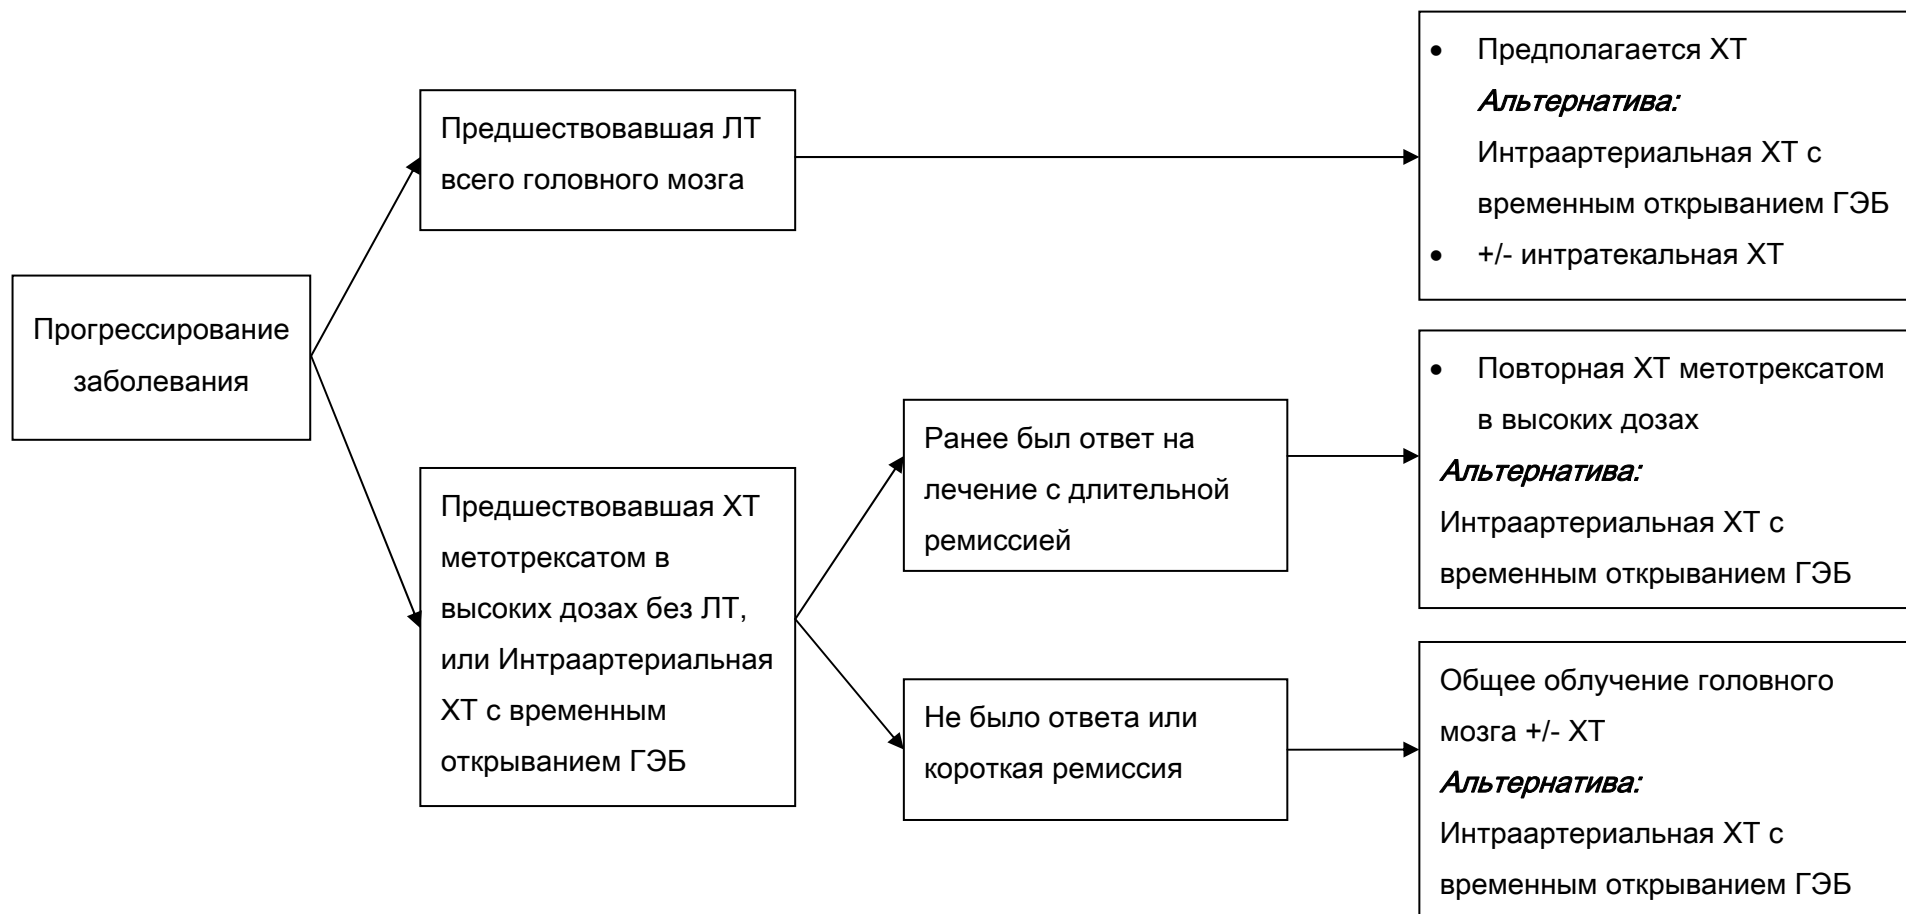 Прогрессирование
заболевания
Предшествовавшая ЛТ
всего головного мозга
• Предполагается ХТ
Альтернатива:
Интраартериальная ХТ с
временным открыванием ГЭБ
• +/- интратекальная ХТ
Предшествовавшая ХТ
метотрексатом в
высоких дозах без ЛТ,
или Интраартериальная
ХТ с временным
открыванием ГЭБ
Ранее был ответ на
лечение с длительной
ремиссией
• Повторная ХТ метотрексатом
в высоких дозах
Альтернатива:
Интраартериальная ХТ с
временным открыванием ГЭБ
Не было ответа или
короткая ремиссия
Общее облучение головного
мозга +/- ХТ
Альтернатива:
Интраартериальная ХТ с
временным открыванием ГЭБ